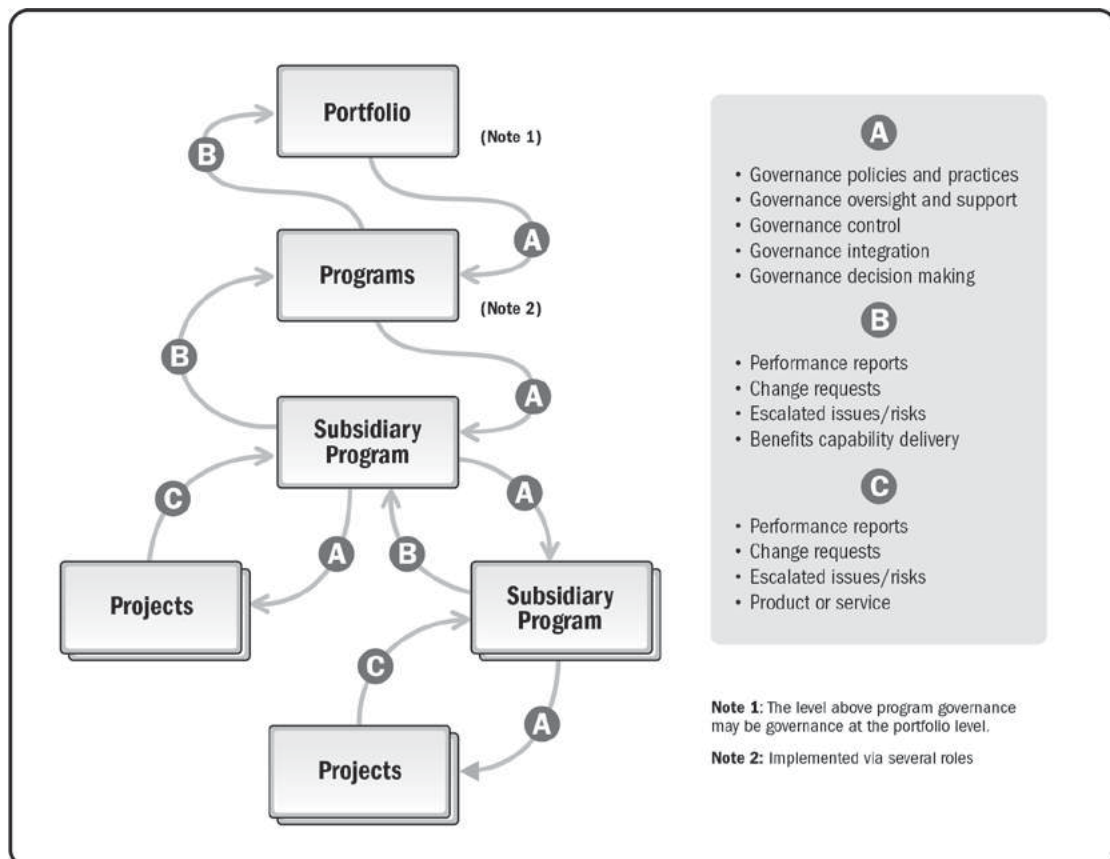 Portfolio
(Note 1)
B
A
Programs
(Note 2)
B
A
Subsidiary
Program
C
A
A
B
Projects
Subsidiary
Program
C
A
Projects
A
• Governance policies and practices
• Governance oversight and support
• Governance control
• Governance integration
• Governance decision making
B
• Performance reports
• Change requests
• Escalated issues/risks
• Benefits capability delivery
C
• Performance reports
• Change requests
• Escalated issues/risks
• Product or service
Note 1: The level above program governance
may be governance at the portfolio level.
Note 2: Implemented via several roles